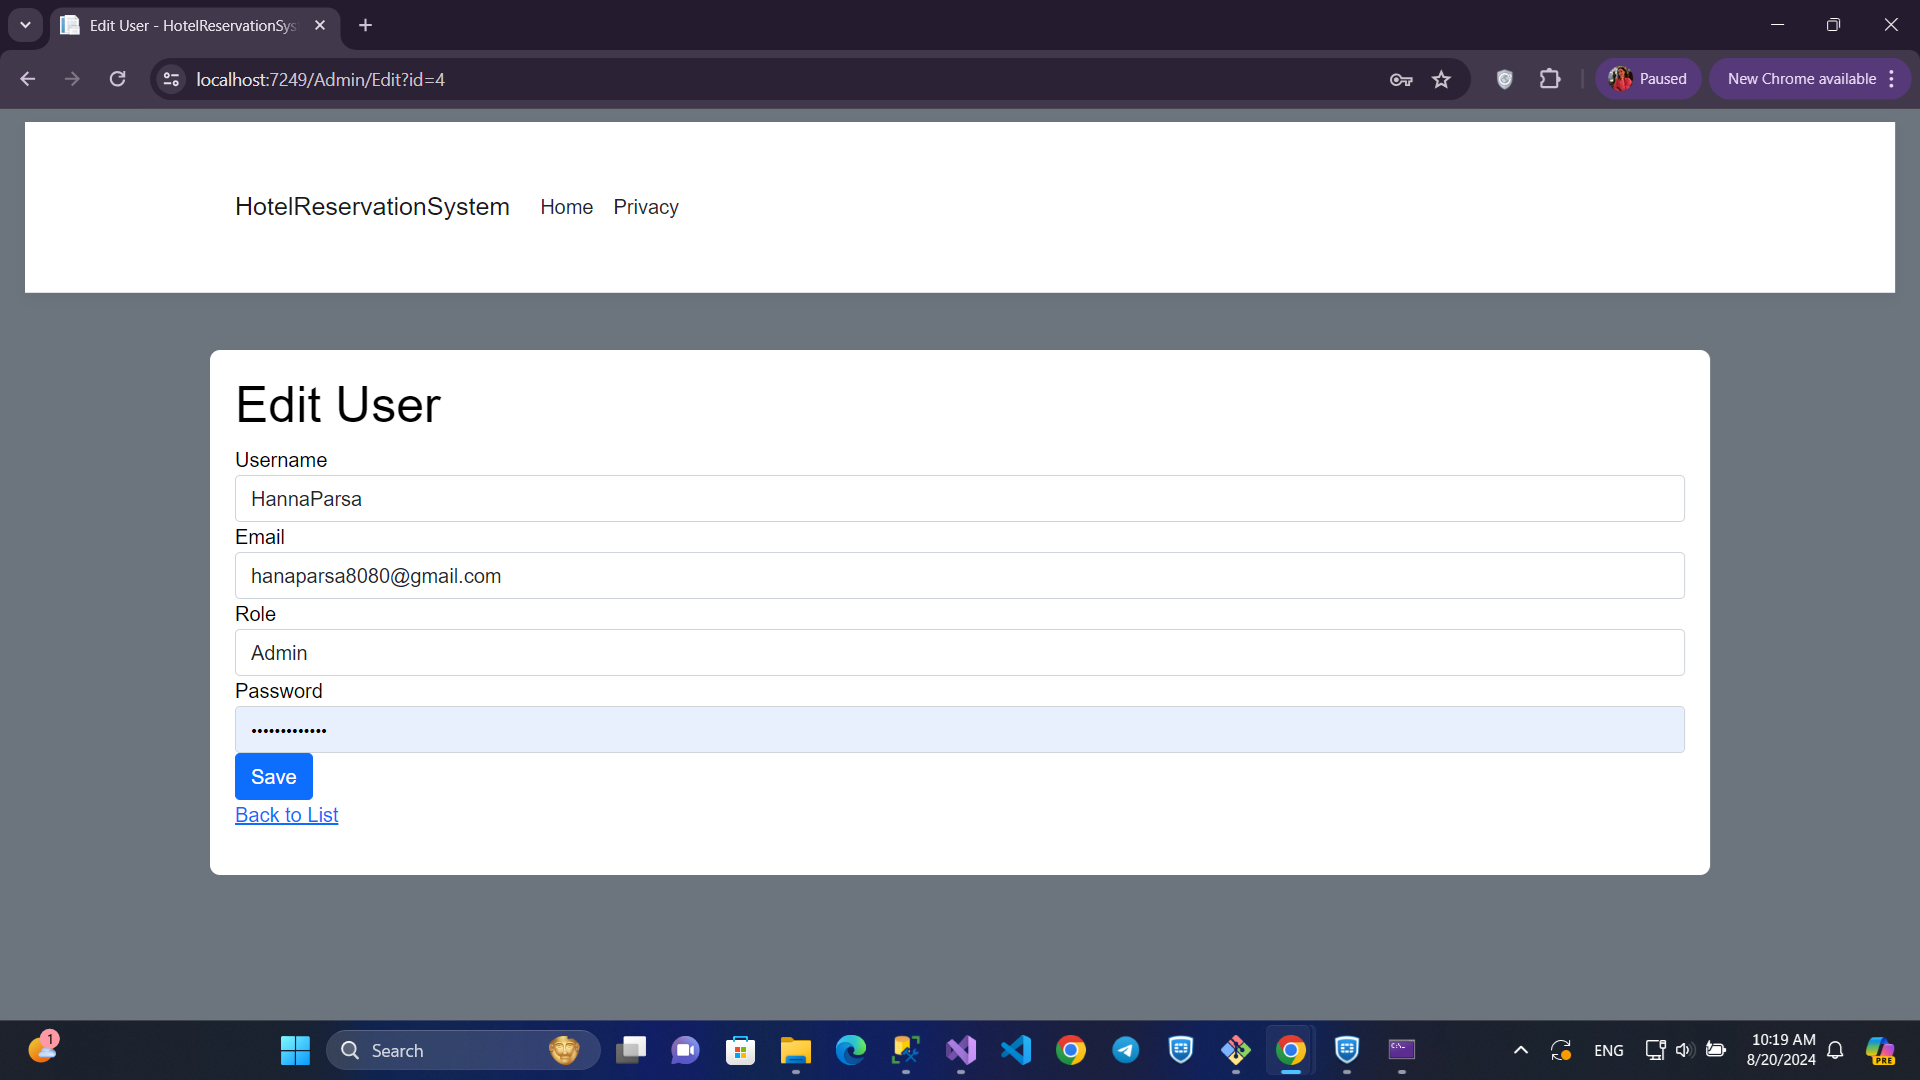 Edit User - HotelReservationSys
localhost:7249/Admin/Edit?id=4
Paused
New Chrome available
HotelReservationSystem
Home
Privacy
Edit User
Username
HannaParsa
Email
hanaparsa8080@gmail.com
Role
Admin
Password
•••••••••••••
Save
Back to List
1
Search
ENG
10:19 AM
8/20/2024
PRE